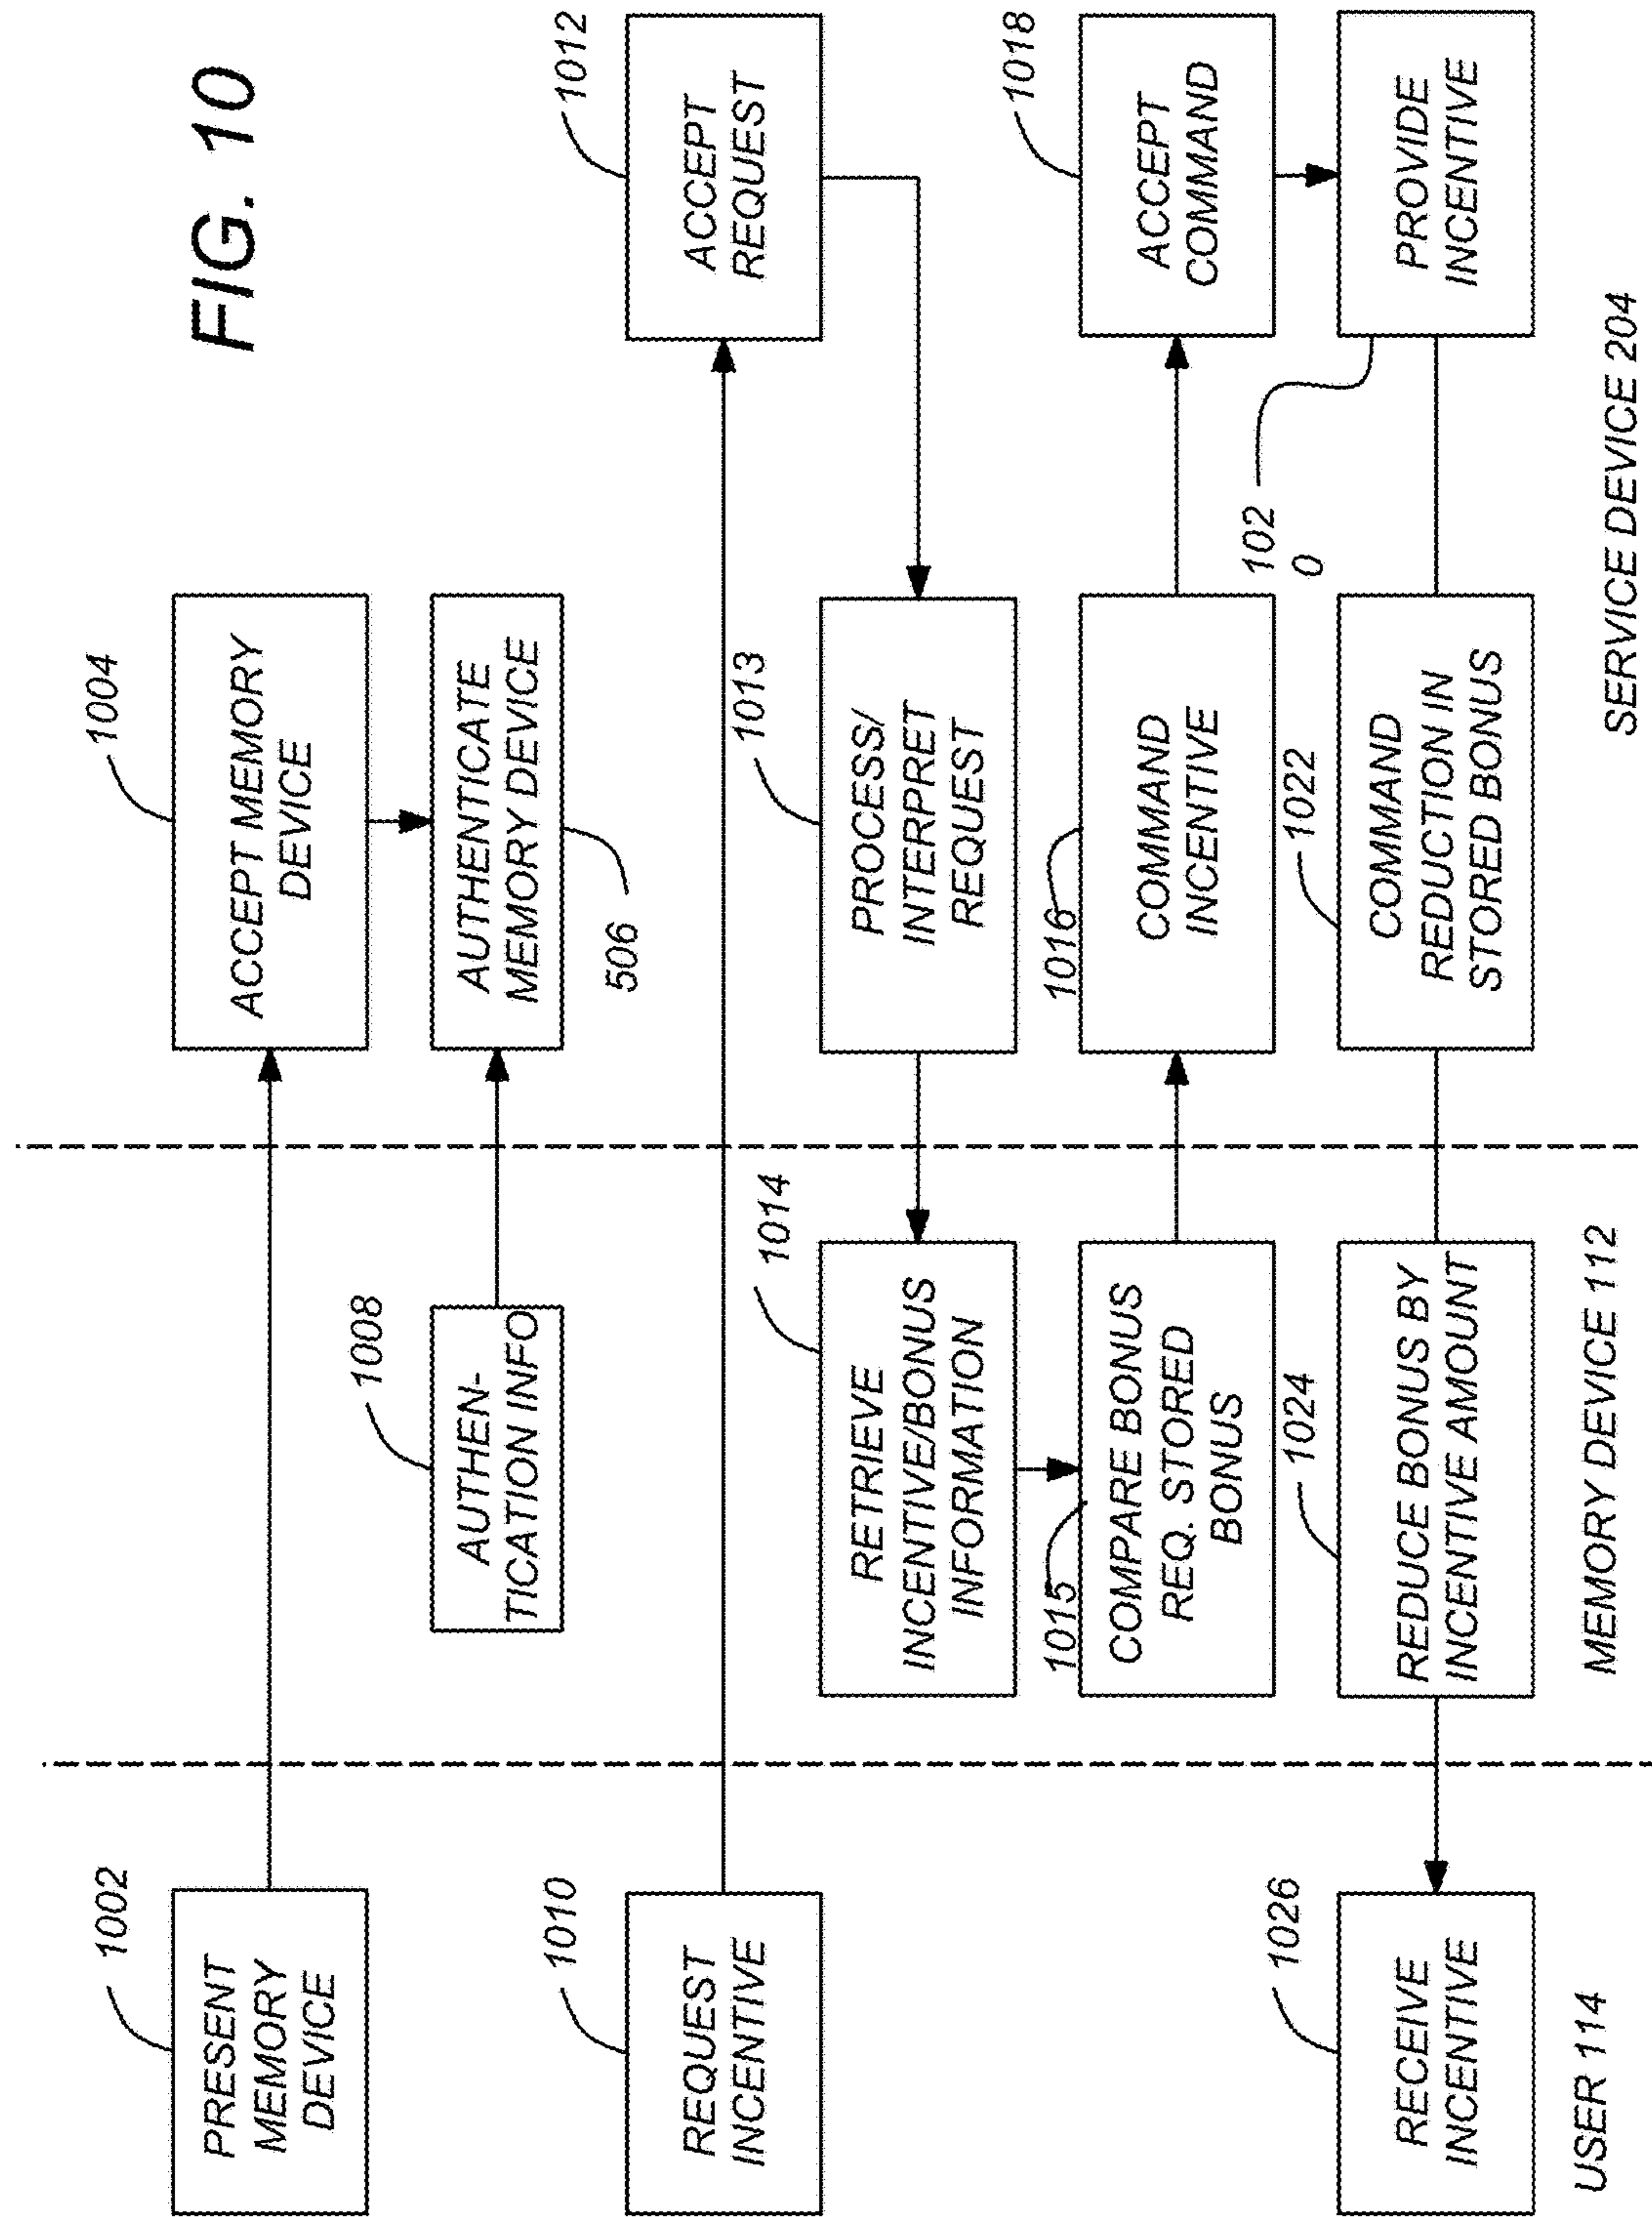 FIG. 10
1002
PRESENT
MEMORY
DEVICE
1004
ACCEPT MEMORY
DEVICE
1008
AUTHEN-
TICATION INFO
AUTHENTICATE
MEMORY DEVICE
506
1010
REQUEST
INCENTIVE
1012
ACCEPT
REQUEST
1014
RETRIEVE
INCENTIVE/BONUS
INFORMATION
1013
PROCESS/
INTERPRET
REQUEST
1015
COMPARE BONUS
REQ. STORED
BONUS
1016
COMMAND
INCENTIVE
1018
ACCEPT
COMMAND
1026
RECEIVE
INCENTIVE
1024
REDUCE BONUS BY
INCENTIVE AMOUNT
1022
COMMAND
REDUCTION IN
STORED BONUS
102
0
PROVIDE
INCENTIVE
USER 114
MEMORY DEVICE 112
SERVICE DEVICE 204